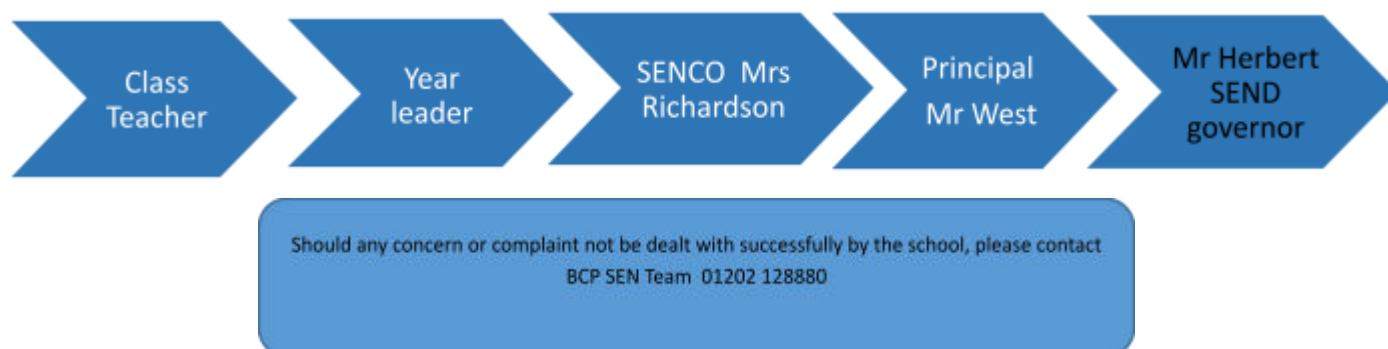 Class
Teacher
Year
leader
SENCO Mrs
Richardson
Principal
Mr West
Mr Herbert
SEND
governor
Should any concern or complaint not be dealt with successfully by the school, please contact
BCP SEN Team 01202 128880